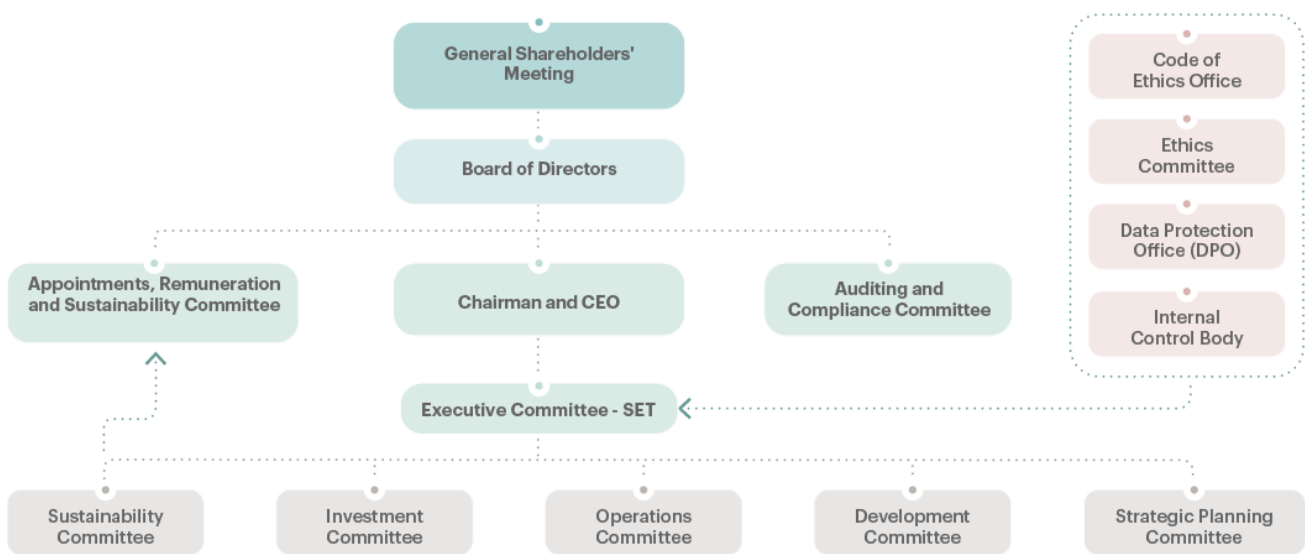 General Shareholders'
Meeting
Board of Directors
Appointments, Remuneration
and Sustainability Committee
Chairman and CEO
Auditing and
Compliance Committee
Executive Committee - SET
Sustainability
Committee
Investment
Committee
Operations
Committee
Development
Committee
Strategic Planning
Committee
Code of
Ethics Office
Ethics
Committee
Data Protection
Office (DPO)
Internal
Control Body